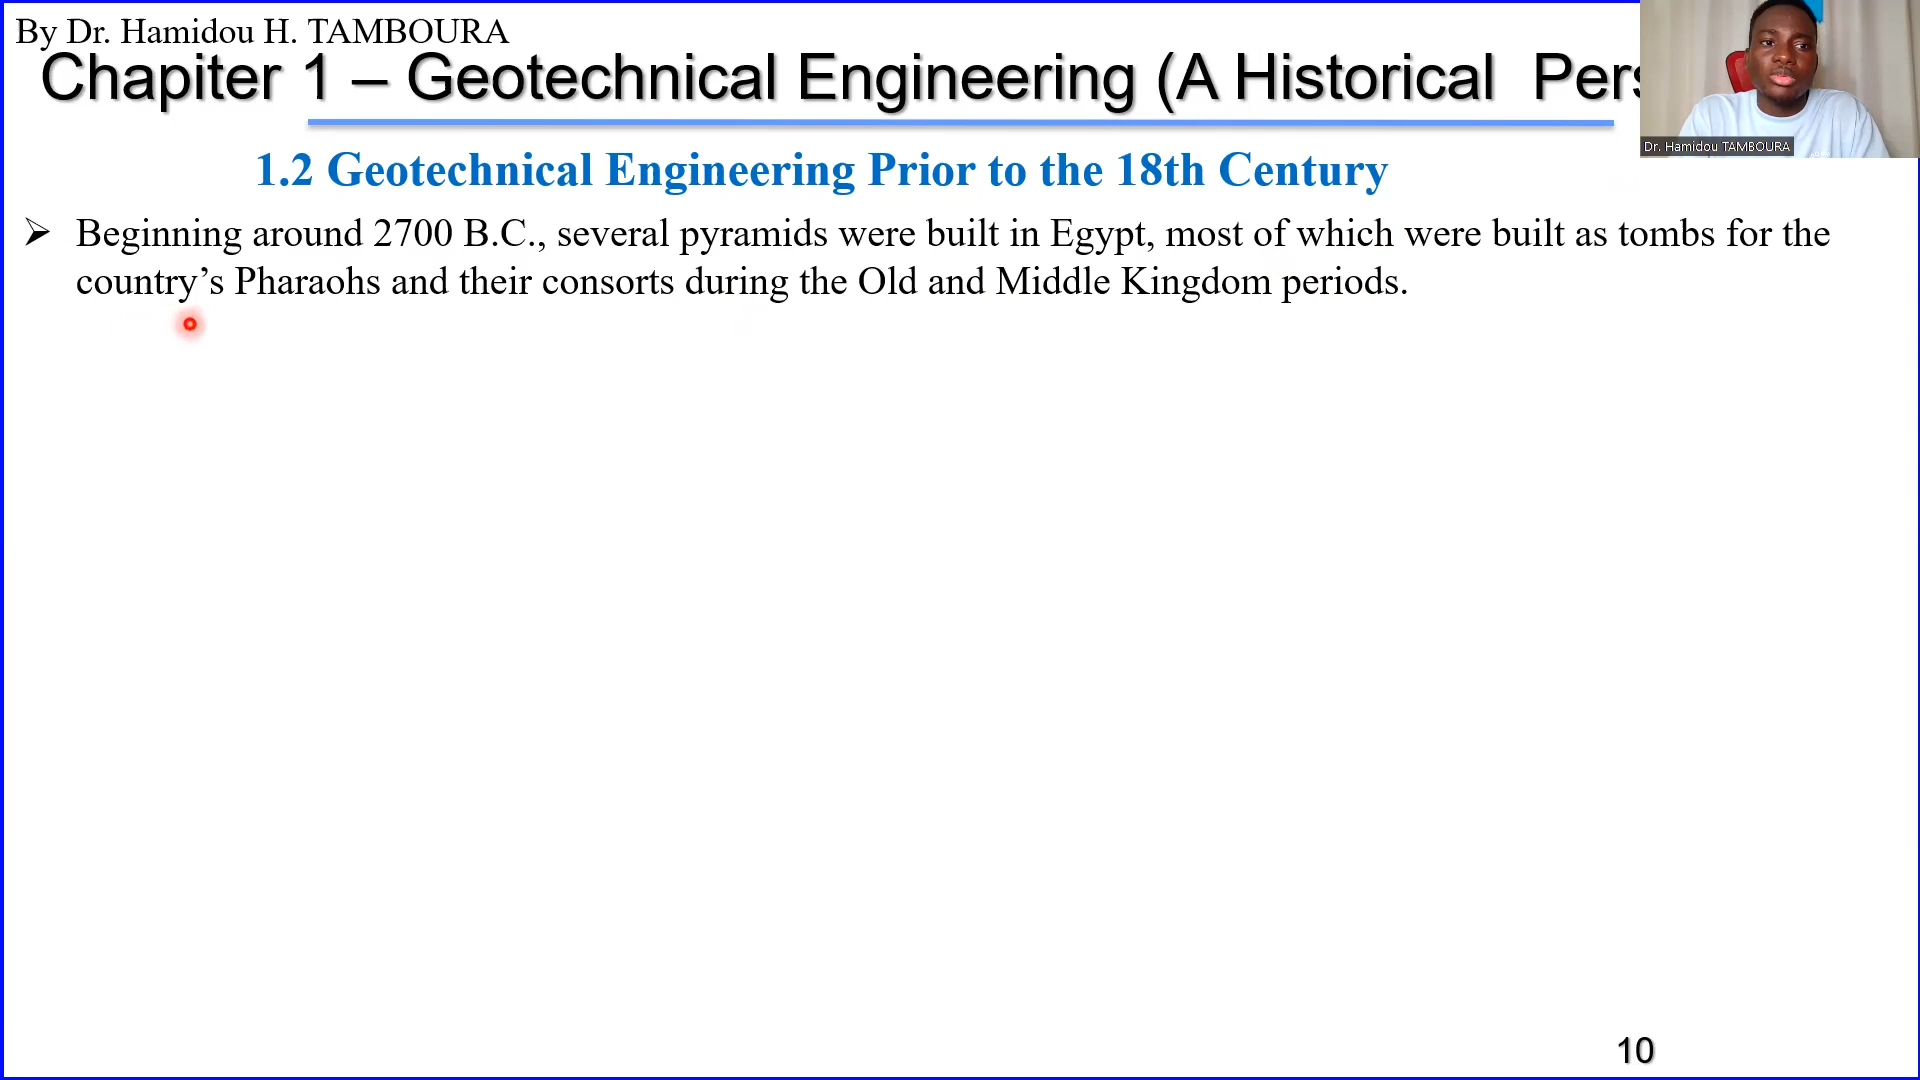 By Dr. Hamidou H. TAMBOURA
Chapiter 1 – Geotechnical Engineering (A Historical Pers
Dr. Hamidou TAMBOURA
1.2 Geotechnical Engineering Prior to the 18th Century
➢ Beginning around 2700 B.C., several pyramids were built in Egypt, most of which were built as tombs for the
country’s Pharaohs and their consorts during the Old and Middle Kingdom periods.
10